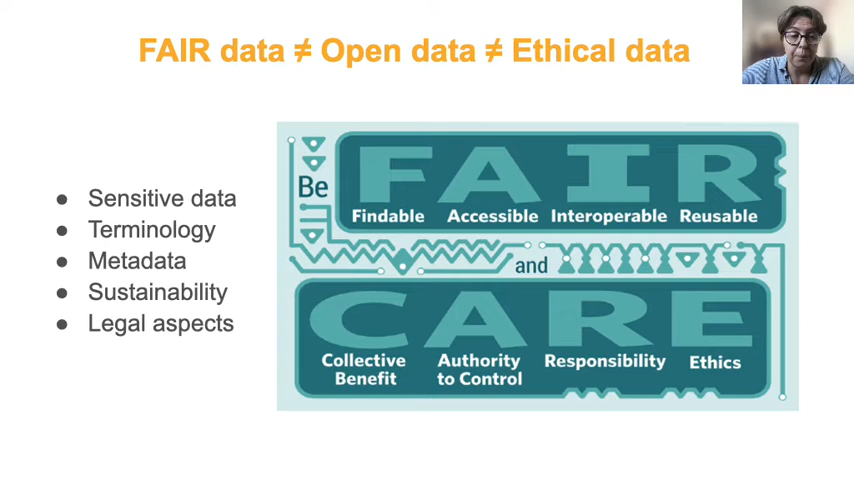 FAIR data ≠ Open data ≠ Ethical data
● Sensitive data
● Terminology
● Metadata
● Sustainability
● Legal aspects
Be
FAIR
Findable Accessible Interoperable Reusable
and
CARE
Collective Benefit
Authority to Control
Responsibility
Ethics